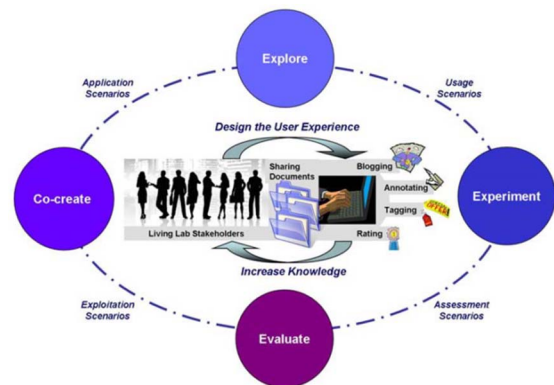 Explore
Application
Scenarios
Usage
Scenarios
Design the User Experience
Sharing
Documents
Blogging
Annotating
Tagging
Rating
Co-create
Experiment
Living Lab Stakeholders
Increase Knowledge
Exploitation
Scenarios
Assessment
Scenarios
Evaluate